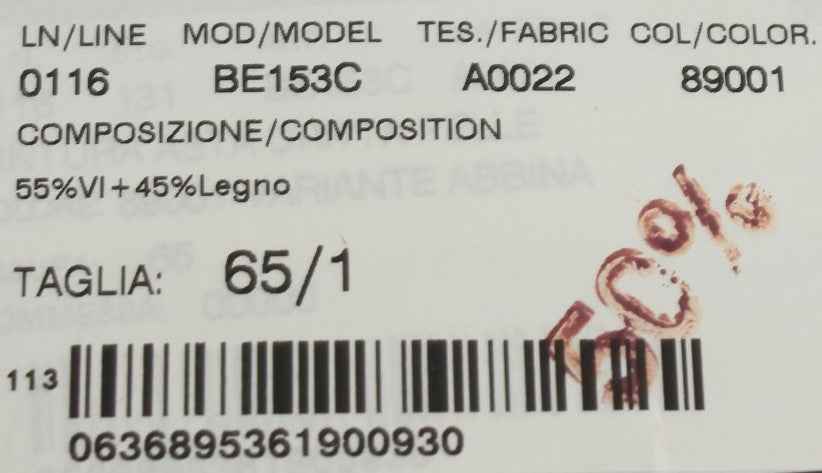 LN/LINE MOD/MODEL TES./FABRIC COL/COLOR.
0116 BE153C A0022 89001
COMPOSIZIONE/COMPOSITION
55%VI+45%Legno
TAGLIA: 65/1
50%
113
0636895361900930